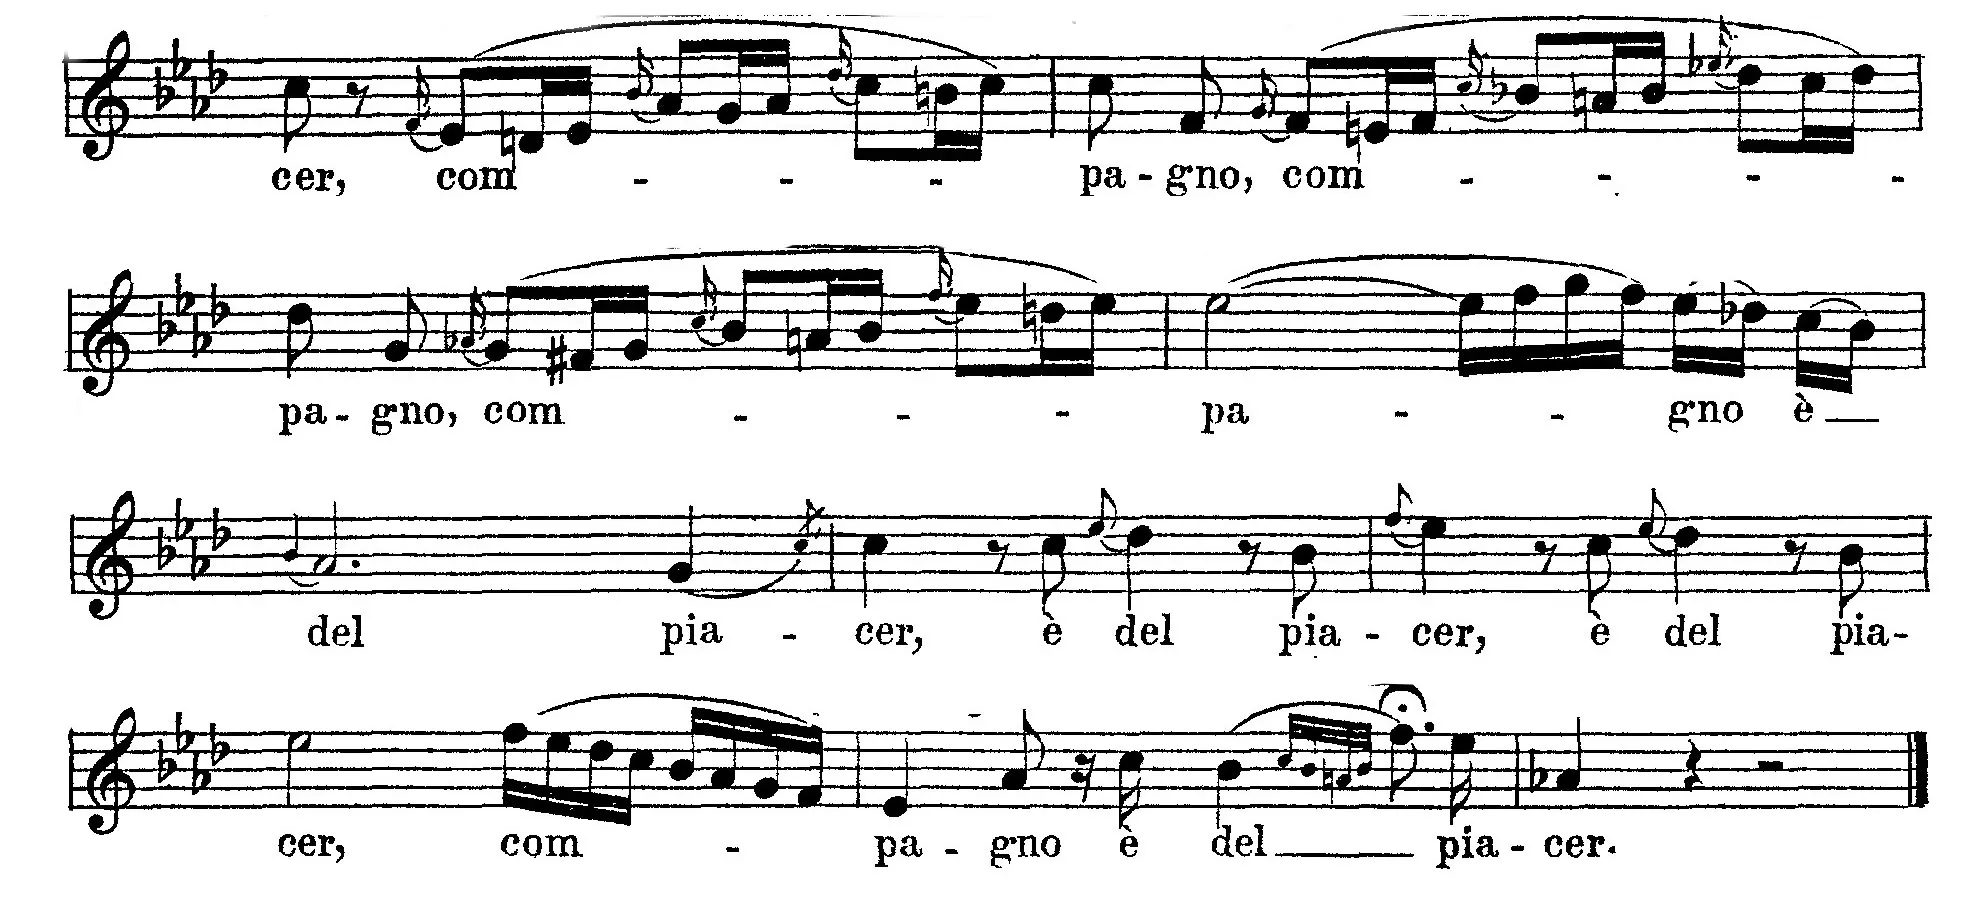 cer, com - - - pa - gno, com - - - -
pa - gno, com - - - pa - - gno è
del pia - cer, è del pia - cer, è del pia-
cer, com - pa - gno è del pia - cer.